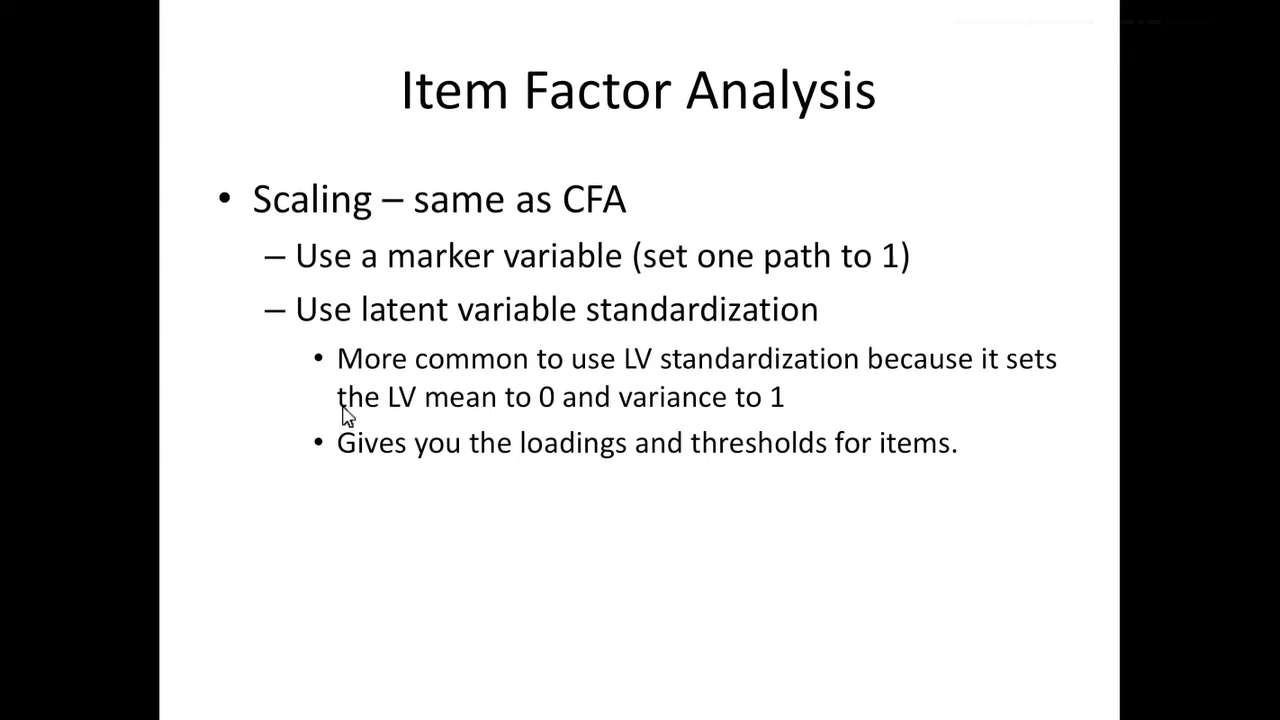 Item Factor Analysis
• Scaling – same as CFA
– Use a marker variable (set one path to 1)
– Use latent variable standardization
• More common to use LV standardization because it sets
the LV mean to 0 and variance to 1
• Gives you the loadings and thresholds for items.